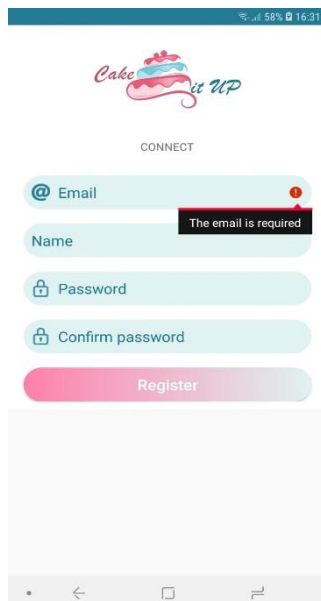 58% 16:31
Cake it UP
CONNECT
@ Email
The email is required
Name
Password
Confirm password
Register